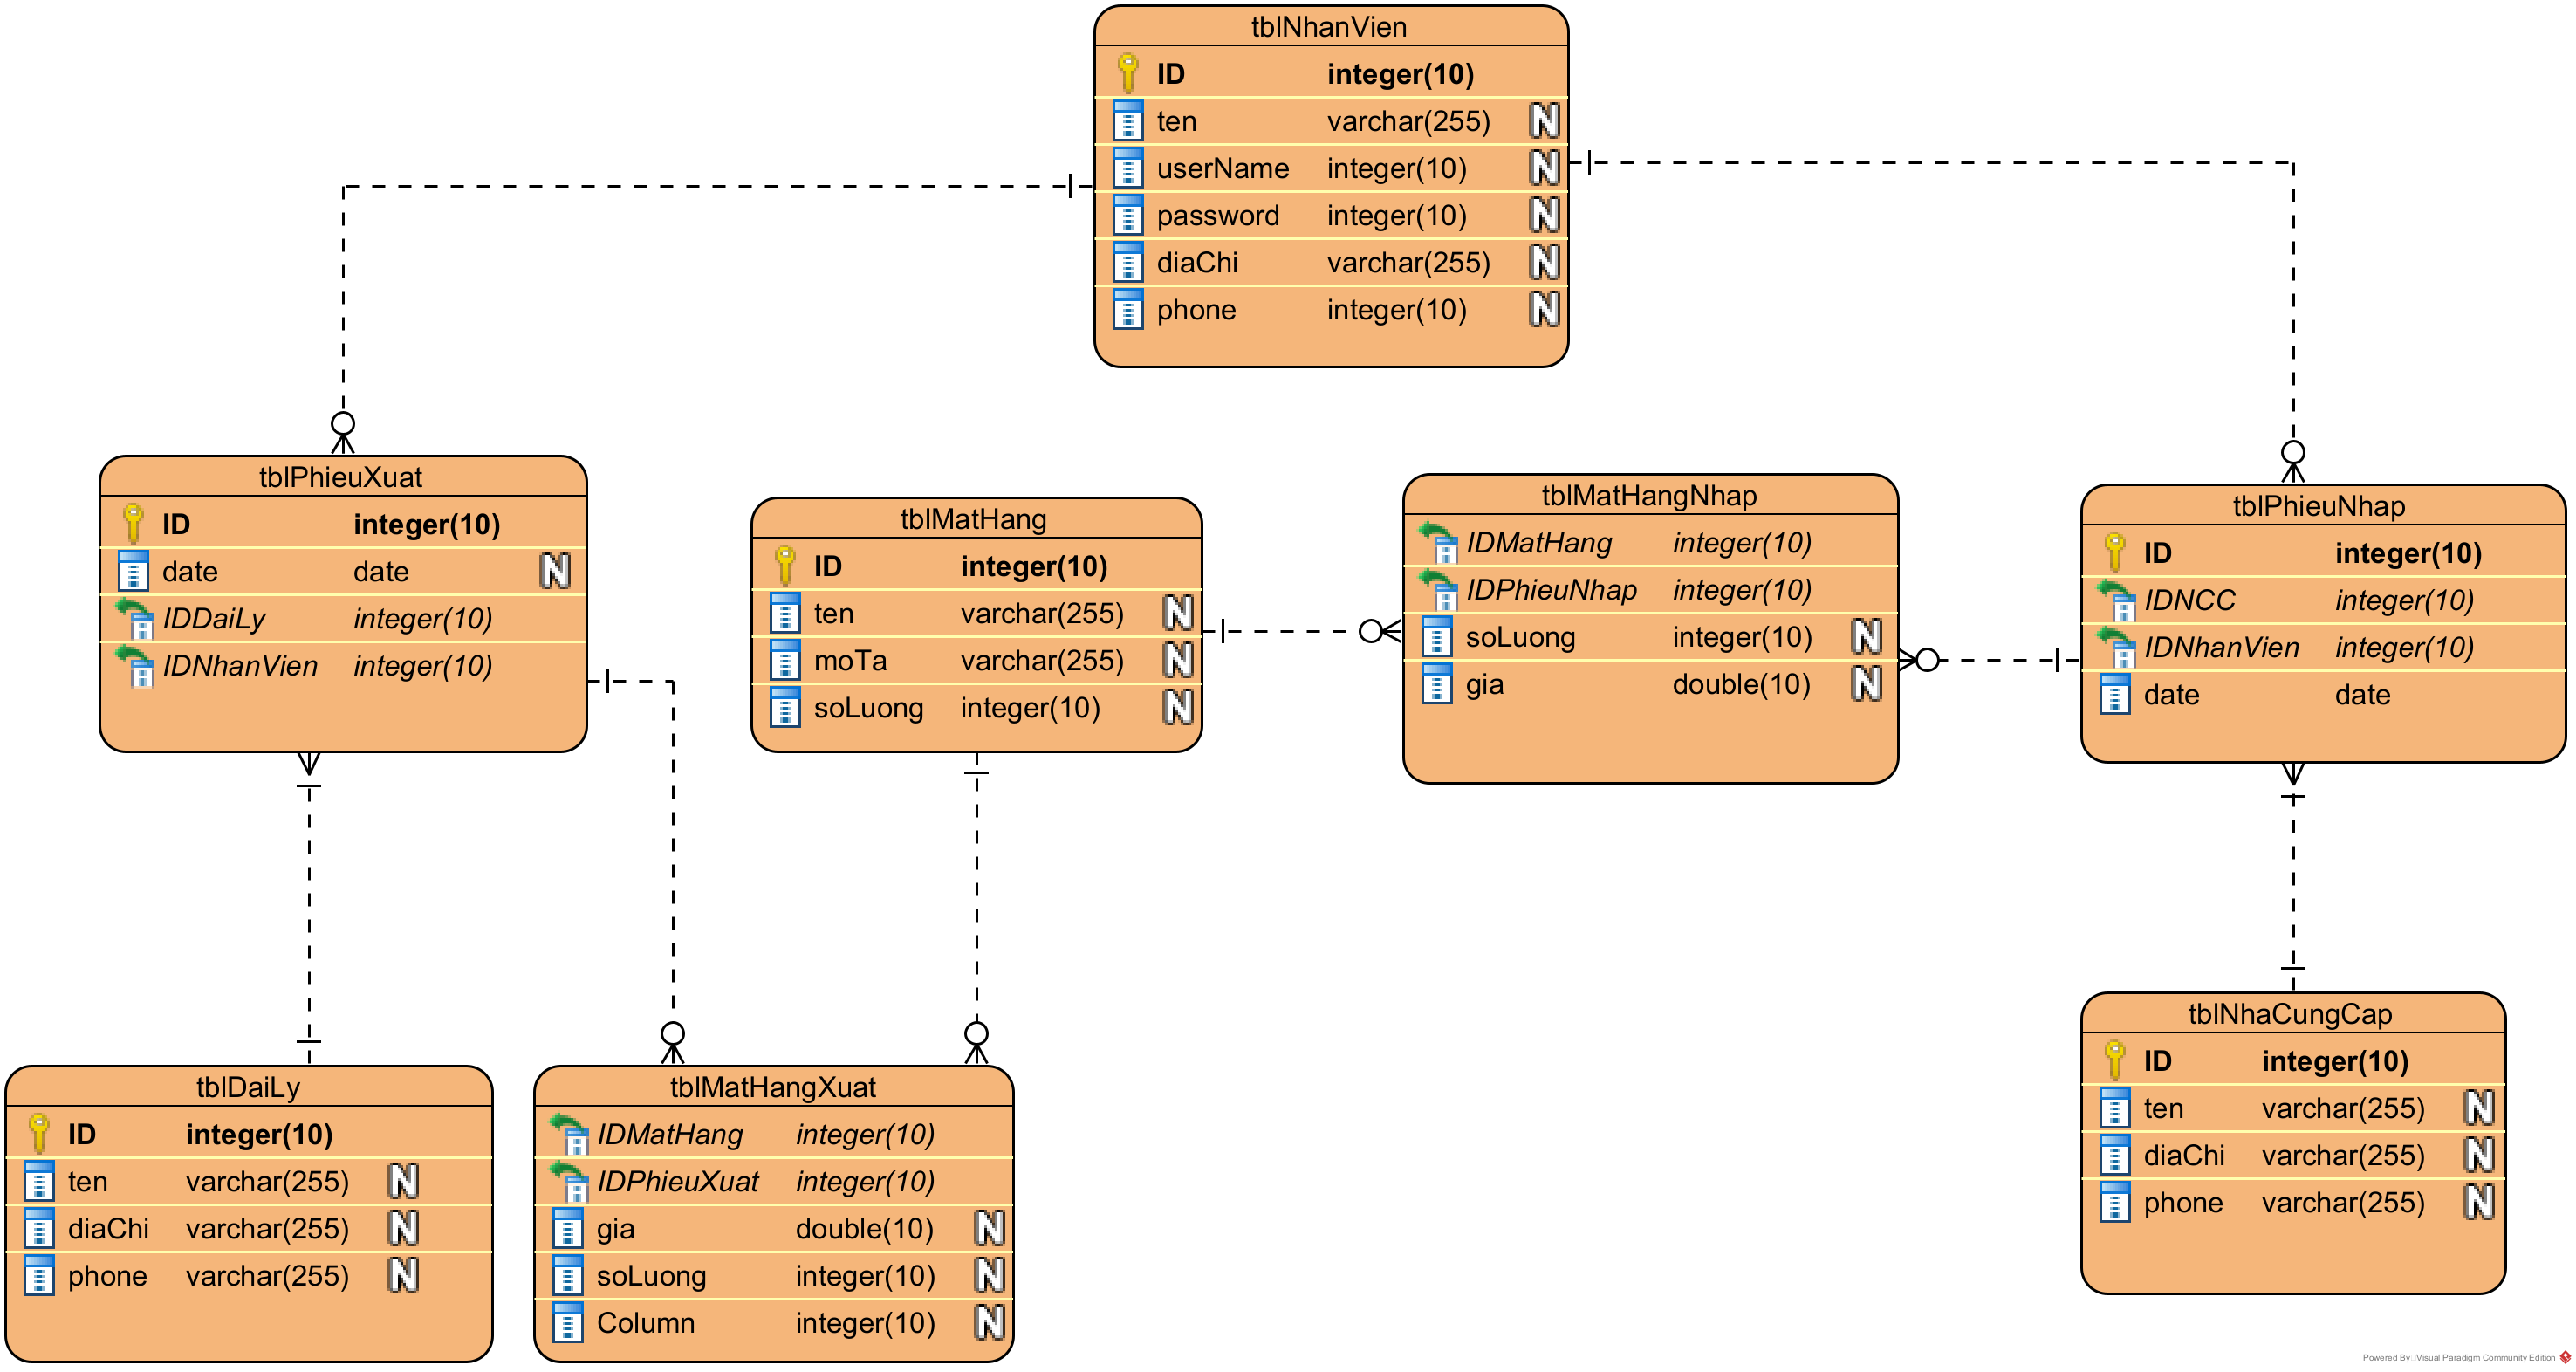 tblNhanVien
ID integer(10)
ten varchar(255) N
userName integer(10) N
password integer(10) N
diaChi varchar(255) N
phone integer(10) N
tblPhieuXuat
ID integer(10)
date date N
IDDaiLy integer(10)
IDNhanVien integer(10)
tblMatHang
ID integer(10)
ten varchar(255) N
moTa varchar(255) N
soLuong integer(10) N
tblMatHangNhap
IDMatHang integer(10)
IDPhieuNhap integer(10)
soLuong integer(10) N
gia double(10) N
tblPhieuNhap
ID integer(10)
IDNCC integer(10)
IDNhanVien integer(10)
date date
tblDaiLy
ID integer(10)
ten varchar(255) N
diaChi varchar(255) N
phone varchar(255) N
tblMatHangXuat
IDMatHang integer(10)
IDPhieuXuat integer(10)
gia double(10) N
soLuong integer(10) N
Column integer(10) N
tblNhaCungCap
ID integer(10)
ten varchar(255) N
diaChi varchar(255) N
phone varchar(255) N
Powered By Visual Paradigm Community Edition